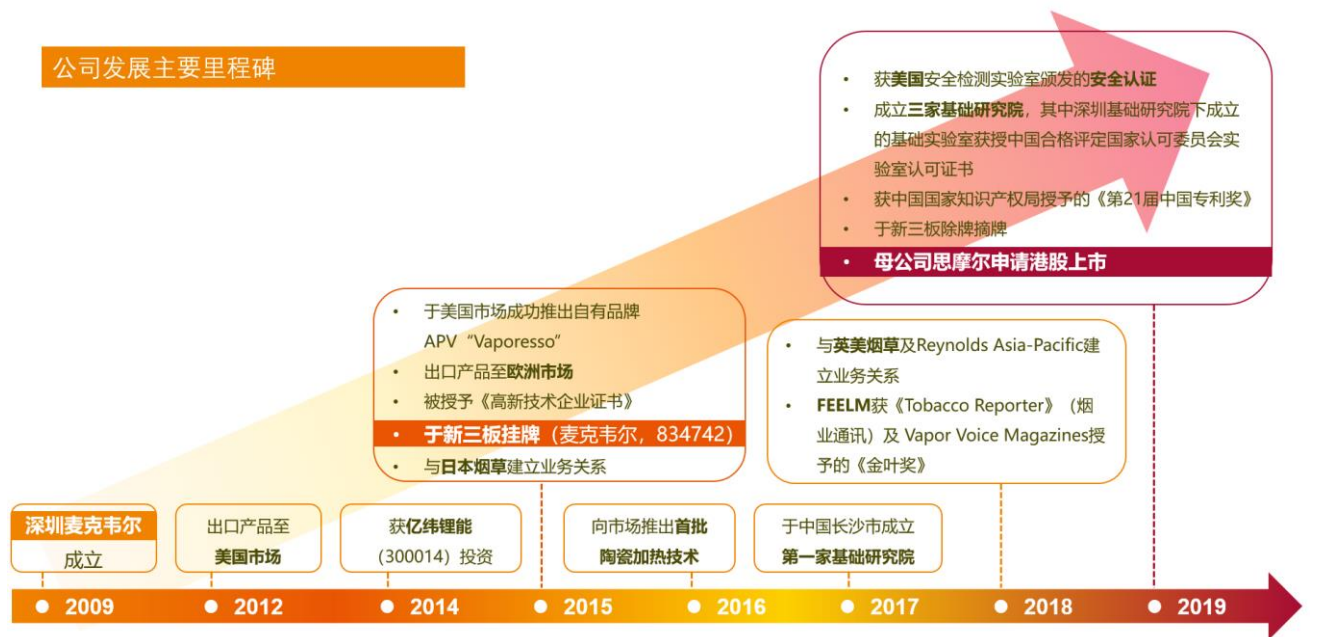 公司发展主要里程碑
• 获美国安全检测实验室颁发的安全认证
• 成立三家基础研究院，其中深圳基础研究院下成立
的基础实验室获授中国合格评定国家认可委员会实
验室认可证书
• 获中国国家知识产权局授予的《第21届中国专利奖》
• 于新三板除牌摘牌
• 母公司思摩尔申请港股上市
• 于美国市场成功推出自有品牌
APV “Vaporesso”
• 出口产品至欧洲市场
• 被授予《高新技术企业证书》
• 于新三板挂牌（麦克韦尔，834742）
• 与日本烟草建立业务关系
• 与英美烟草及Reynolds Asia-Pacific建
立业务关系
• FEELM获《Tobacco Reporter》（烟
业通讯）及 Vapor Voice Magazines授
予的《金叶奖》
深圳麦克韦尔
成立
出口产品至
美国市场
获亿纬锂能
（300014）投资
向市场推出首批
陶瓷加热技术
于中国长沙市成立
第一家基础研究院
2009
2012
2014
2015
2016
2017
2018
2019